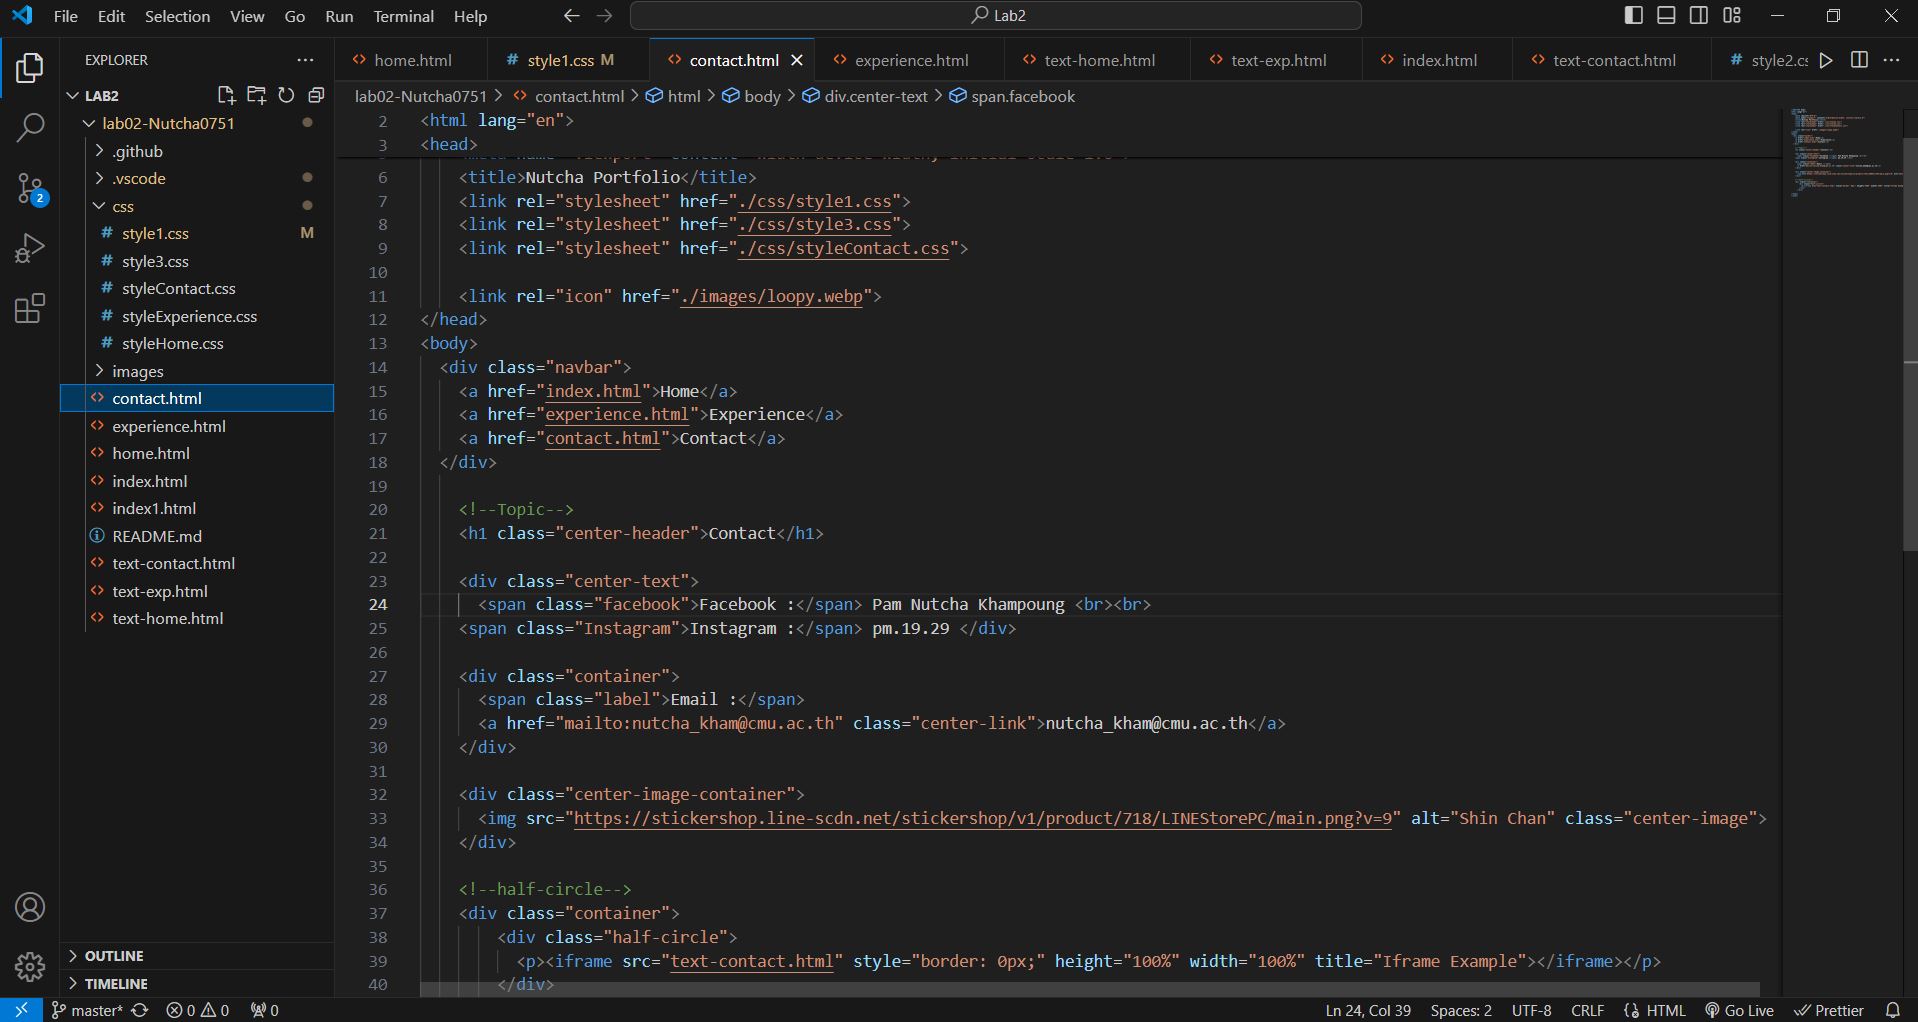 File Edit Selection View Go Run Terminal Help
Lab2
EXPLORER
home.html
style1.css M
contact.html
experience.html
text-home.html
text-exp.html
index.html
text-contact.html
style2.cs
LAB2
lab02-Nutcha0751
.github
.vscode
css
style1.css M
style3.css
styleContact.css
styleExperience.css
styleHome.css
images
contact.html
experience.html
home.html
index.html
index1.html
README.md
text-contact.html
text-exp.html
text-home.html
OUTLINE
TIMELINE
2
lab02-Nutcha0751 > contact.html > html > body > div.center-text > span.facebook
2 <html lang="en">
3 <head>
6 <title>Nutcha Portfolio</title>
7 <link rel="stylesheet" href="./css/style1.css">
8 <link rel="stylesheet" href="./css/style3.css">
9 <link rel="stylesheet" href="./css/styleContact.css">
10
11 <link rel="icon" href="./images/loopy.webp">
12 </head>
13 <body>
14 <div class="navbar">
15 <a href="index.html">Home</a>
16 <a href="experience.html">Experience</a>
17 <a href="contact.html">Contact</a>
18 </div>
19
20 <!--Topic-->
21 <h1 class="center-header">Contact</h1>
22
23 <div class="center-text">
24 <span class="facebook">Facebook :</span> Pam Nutcha Khampoung <br><br>
25 <span class="Instagram">Instagram :</span> pm.19.29 </div>
26
27 <div class="container">
28 <span class="label">Email :</span>
29 <a href="mailto:nutcha_kham@cmu.ac.th" class="center-link">nutcha_kham@cmu.ac.th</a>
30 </div>
31
32 <div class="center-image-container">
33 <img src="https://stickershop.line-scdn.net/stickershop/v1/product/718/LINEStorePC/main.png?v=9" alt="Shin Chan" class="center-image">
34 </div>
35
36 <!--half-circle-->
37 <div class="container">
38 <div class="half-circle">
39 <p><iframe src="text-contact.html" style="border: 0px;" height="100%" width="100%" title="Iframe Example"></iframe></p>
40 </div>
master* 0 0 0
Ln 24, Col 39 Spaces: 2 UTF-8 CRLF HTML Go Live Prettier